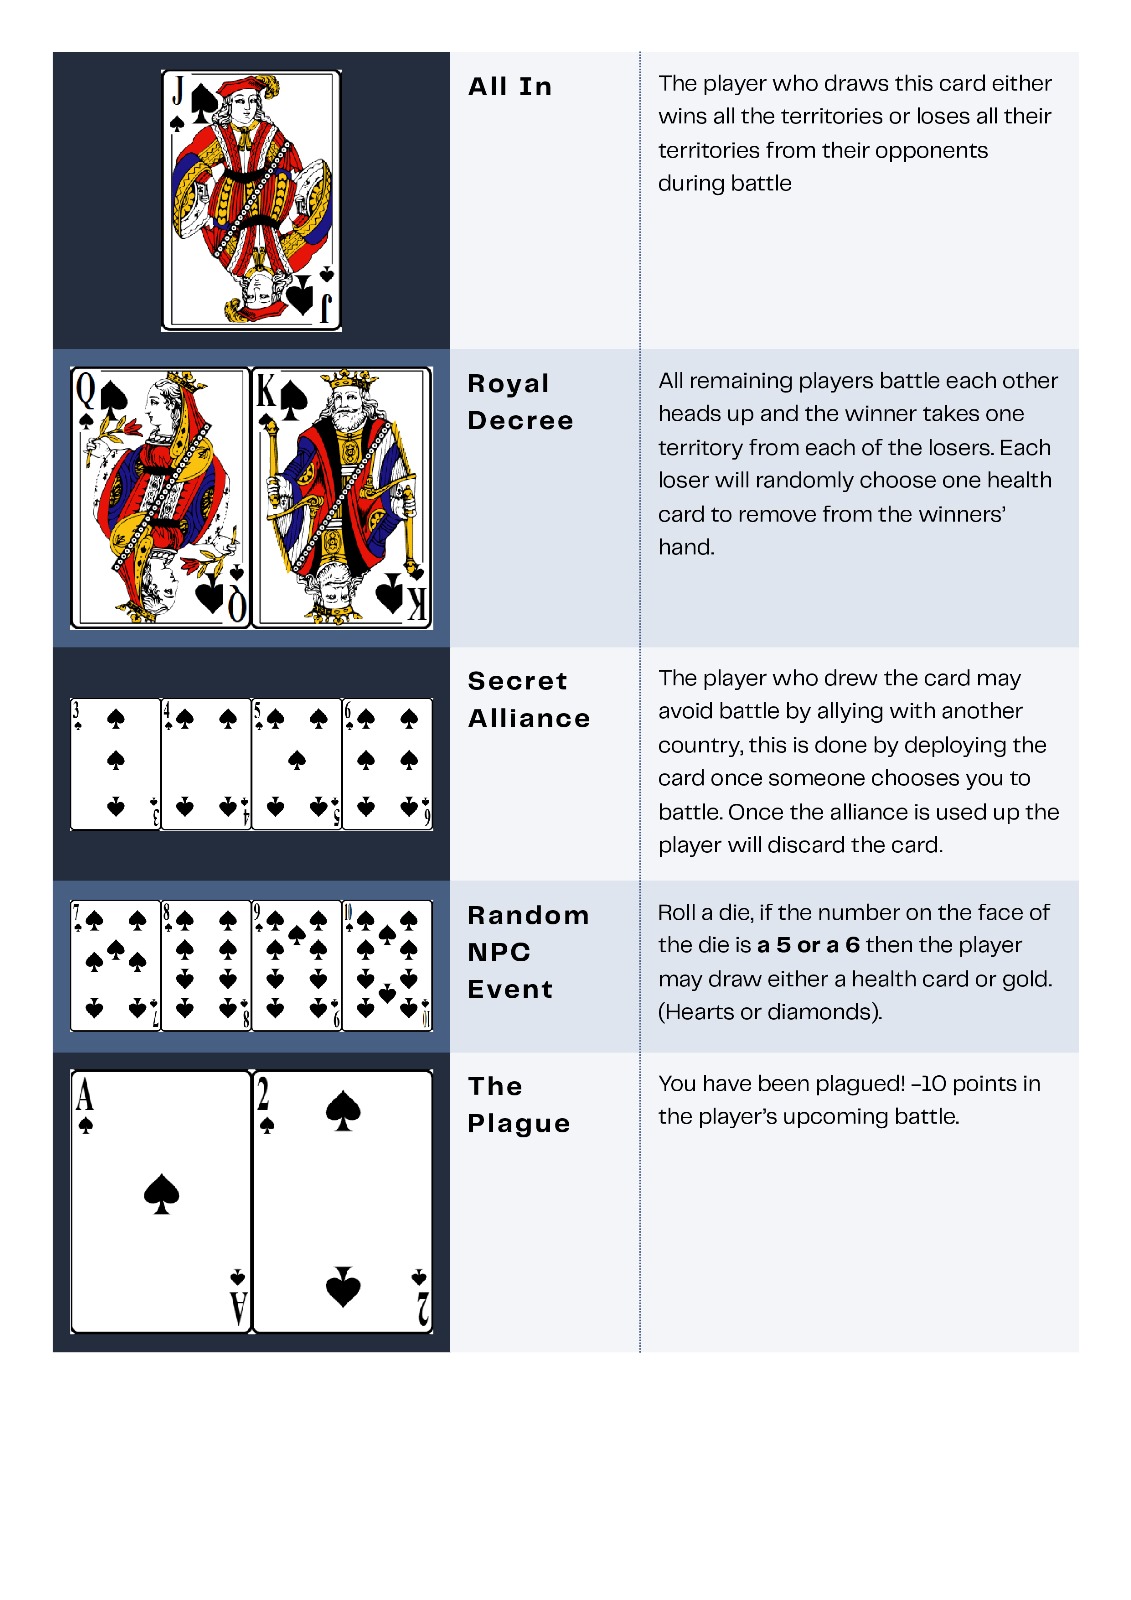 J
All In
The player who draws this card either
wins all the territories or loses all their
territories from their opponents
during battle
J
Q K
Royal
Decree
All remaining players battle each other
heads up and the winner takes one
territory from each of the losers. Each
loser will randomly choose one health
card to remove from the winners’
hand.
Q K
3 4 5 6
Secret
Alliance
The player who drew the card may
avoid battle by allying with another
country, this is done by deploying the
card once someone chooses you to
battle. Once the alliance is used up the
player will discard the card.
3 4 5 6
7 8 9 10
Random
NPC
Event
Roll a die, if the number on the face of
the die is a 5 or a 6 then the player
may draw either a health card or gold.
(Hearts or diamonds).
7 8 9 10
A 2
The
Plague
You have been plagued! -10 points in
the player’s upcoming battle.
A 2